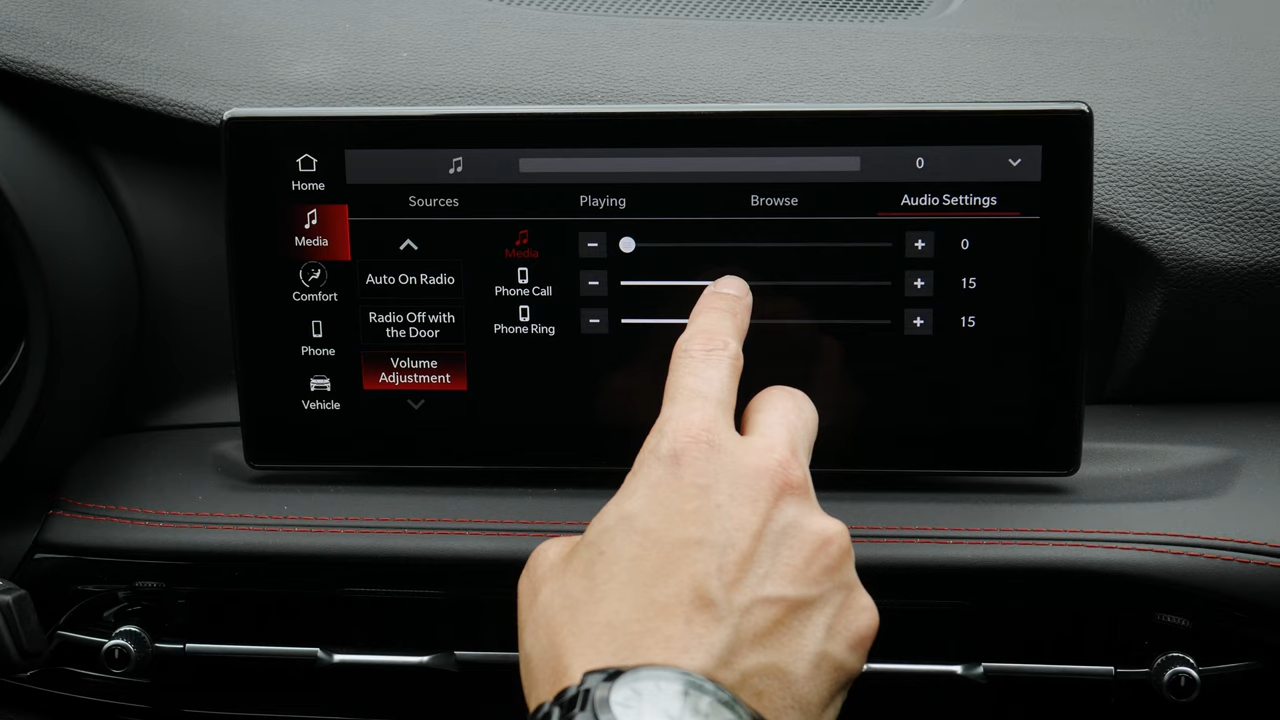 Home
0
Sources
Playing
Browse
Audio Settings
Media
Media
0
Comfort
Auto On Radio
Phone Call
15
Phone
Radio Off with
the Door
Phone Ring
15
Volume
Adjustment
Vehicle